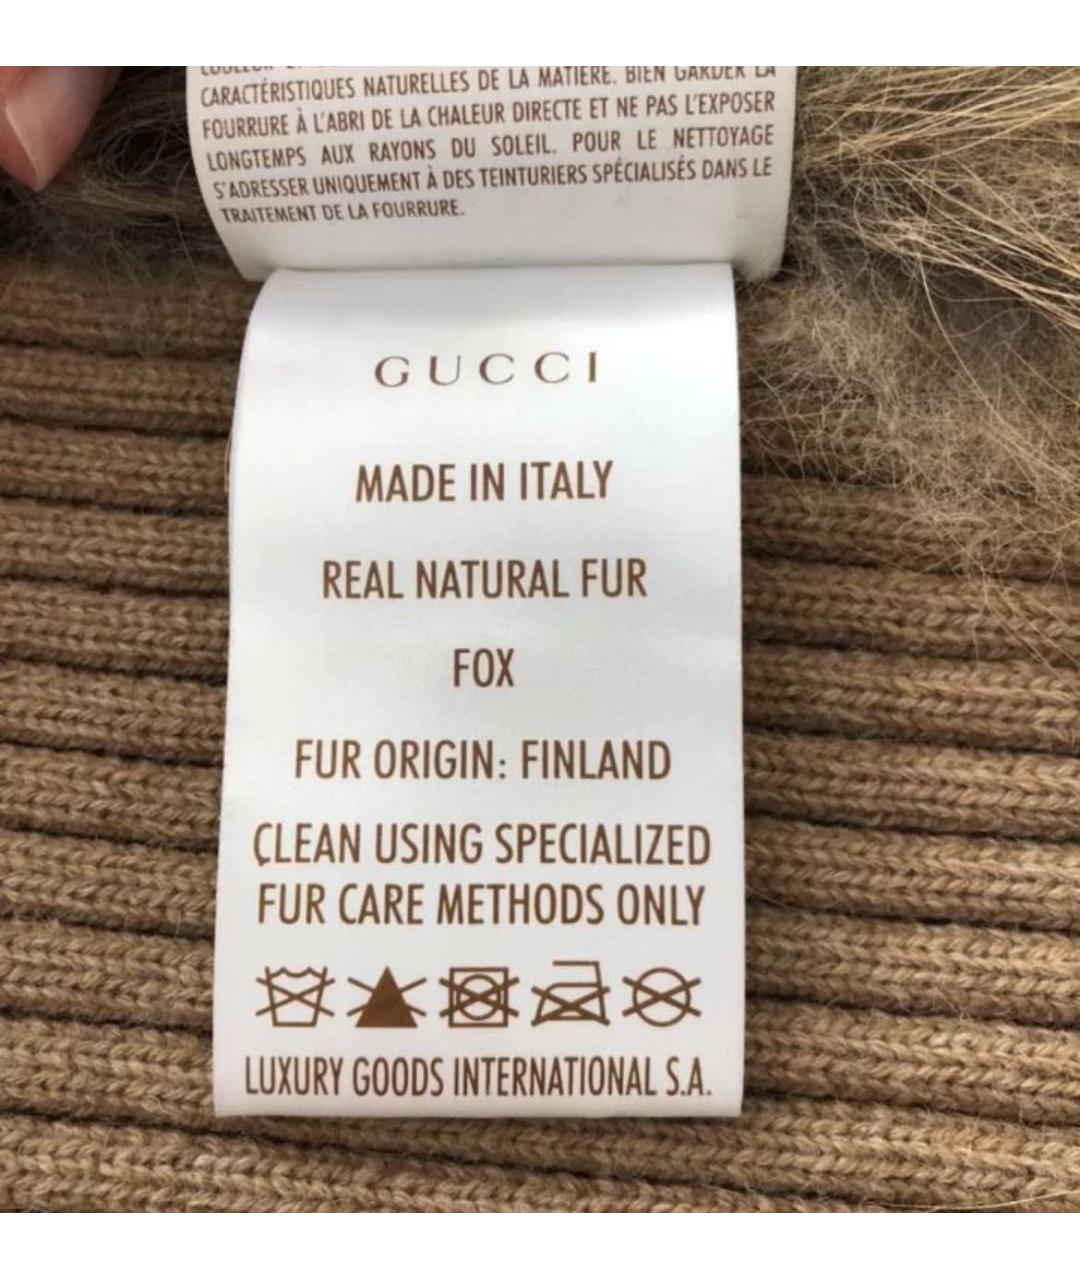 COULEUR
CARACTÉRISTIQUES NATURELLES DE LA MATIÈRE. BIEN GARDER LA
FOURRURE À L'ABRI DE LA CHALEUR DIRECTE ET NE PAS L'EXPOSER
LONGTEMPS AUX RAYONS DU SOLEIL. POUR LE NETTOYAGE
S'ADRESSER UNIQUEMENT À DES TEINTURIERS SPÉCIALISÉS DANS LE
TRAITEMENT DE LA FOURRURE.
GUCCI
MADE IN ITALY
REAL NATURAL FUR
FOX
FUR ORIGIN: FINLAND
CLEAN USING SPECIALIZED
FUR CARE METHODS ONLY
LUXURY GOODS INTERNATIONAL S.A.